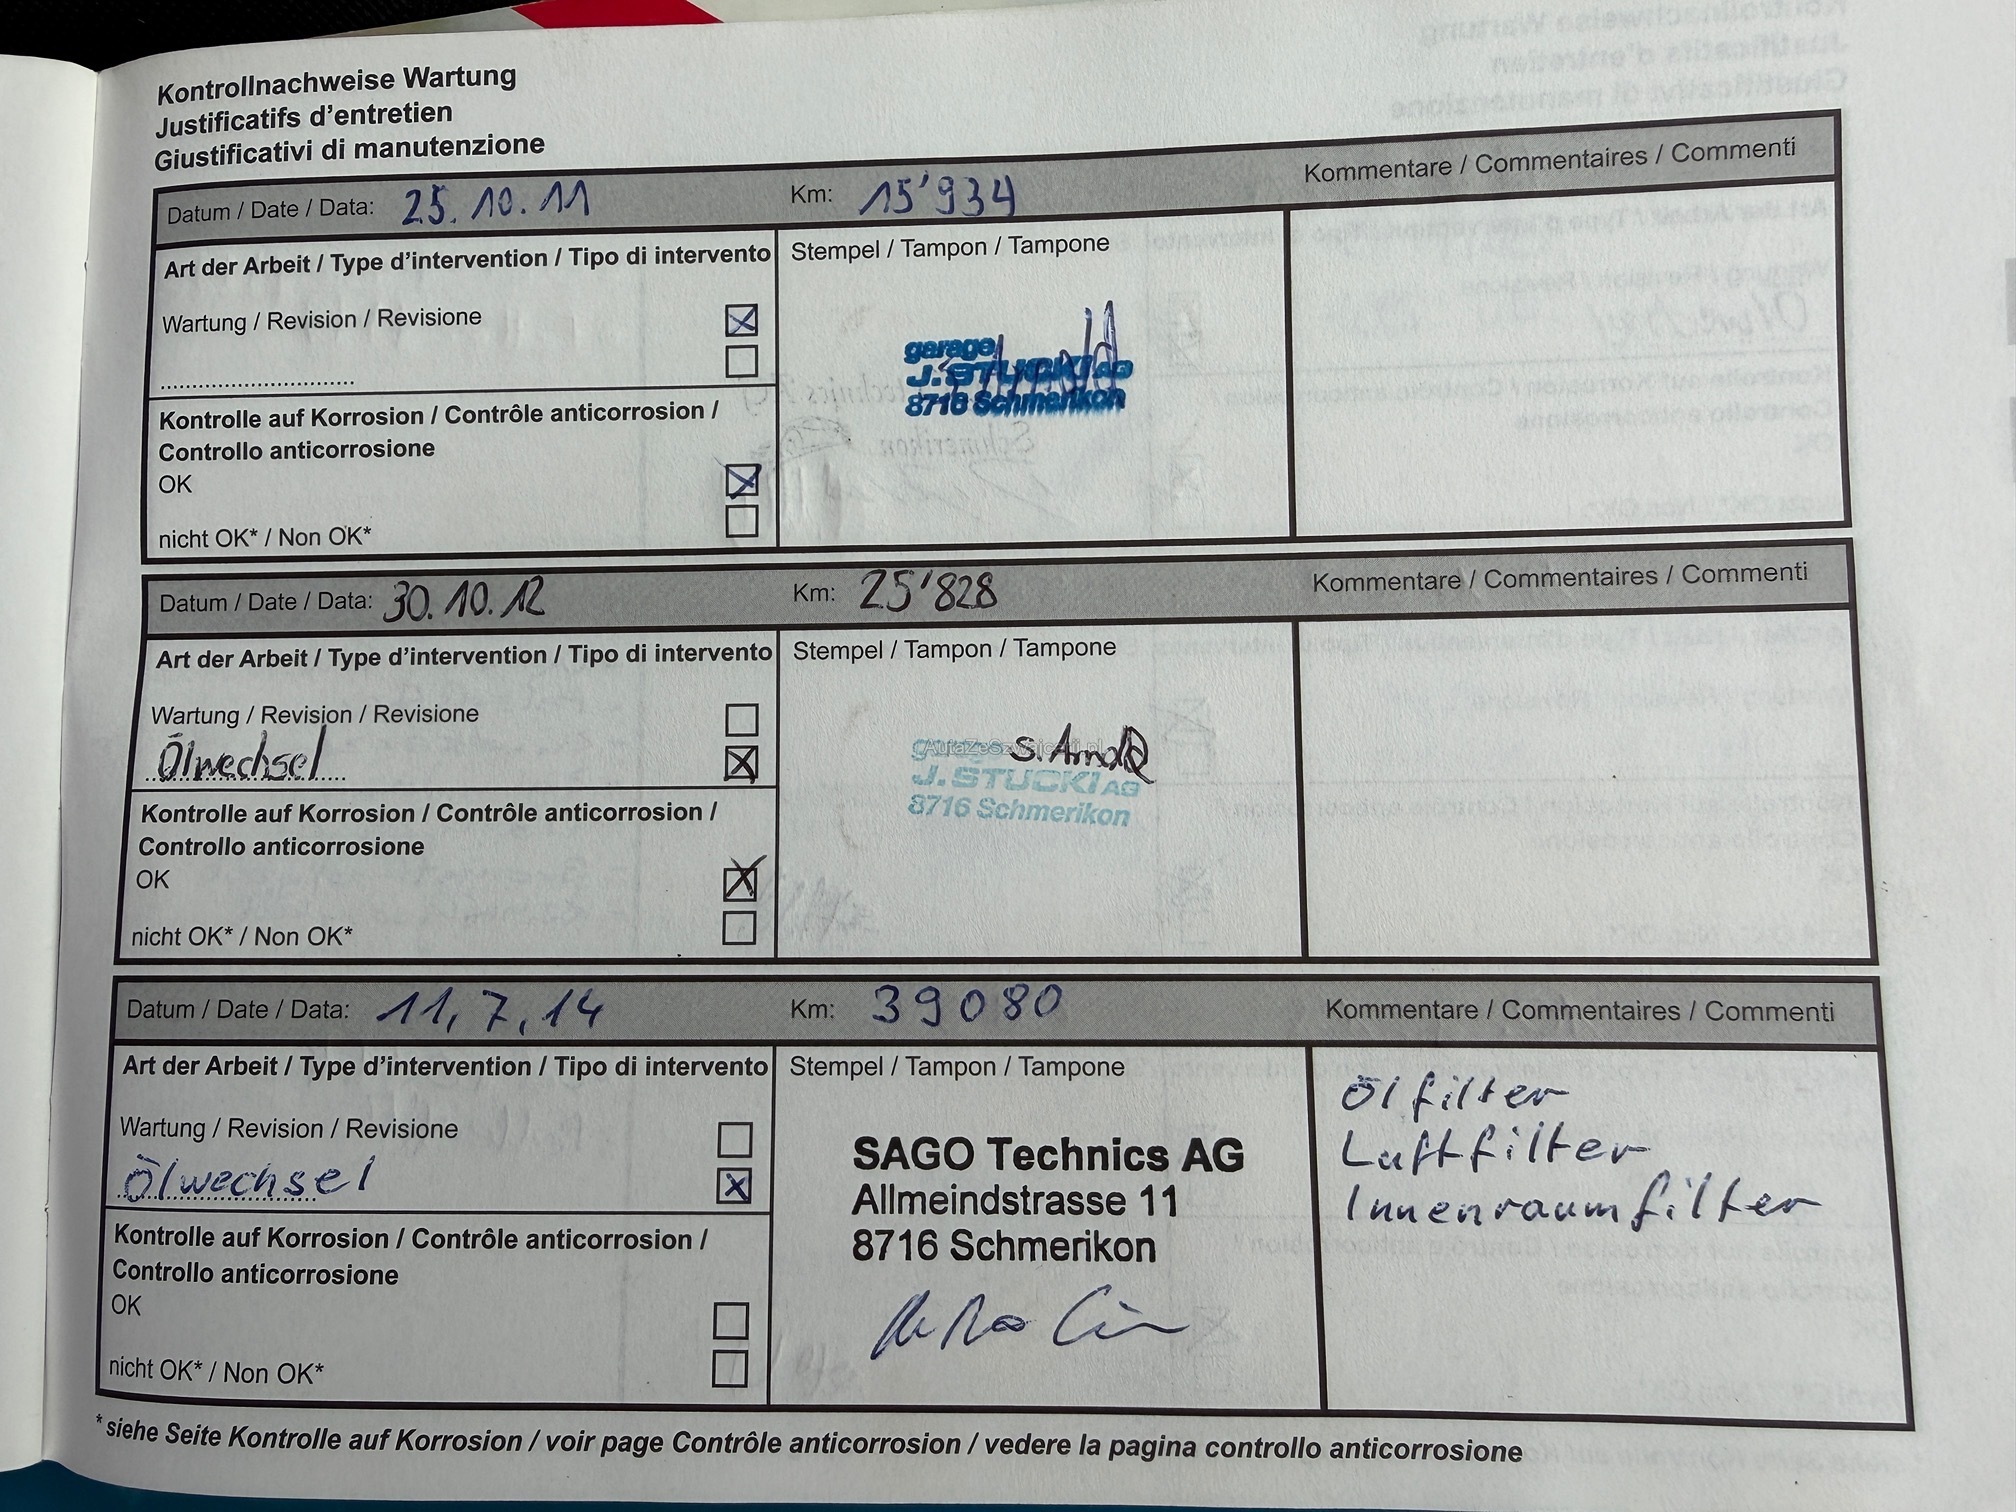 Kontrollnachweise Wartung
Justificatifs d'entretien
Giustificativi di manutenzione
Datum / Date / Data: 25.10.11 Km: 15'934 Kommentare / Commentaires / Commenti
Art der Arbeit / Type d'intervention / Tipo di intervento Stempel / Tampon / Tampone
Wartung / Revision / Revisione
garage
J. STUCKI AG
8716 Schmerikon
Kontrolle auf Korrosion / Contrôle anticorrosion /
Controllo anticorrosione
OK
nicht OK* / Non OK*
Datum / Date / Data: 30.10.12 Km: 25'828 Kommentare / Commentaires / Commenti
Art der Arbeit / Type d'intervention / Tipo di intervento Stempel / Tampon / Tampone
Wartung / Revision / Revisione
Ölwechsel
AutaZeSzwajcarii.pl
S. Arnold
J. STUCKI AG
8716 Schmerikon
Kontrolle auf Korrosion / Contrôle anticorrosion /
Controllo anticorrosione
OK
nicht OK* / Non OK*
Datum / Date / Data: 11,7,14 Km: 39080 Kommentare / Commentaires / Commenti
Art der Arbeit / Type d'intervention / Tipo di intervento Stempel / Tampon / Tampone
Wartung / Revision / Revisione
Ölwechsel
SAGO Technics AG
Allmeindstrasse 11
8716 Schmerikon
Ölfilter
Luftfilter
Innenraumfilter
Kontrolle auf Korrosion / Contrôle anticorrosion /
Controllo anticorrosione
OK
nicht OK* / Non OK*
*siehe Seite Kontrolle auf Korrosion / voir page Contrôle anticorrosion / vedere la pagina controllo anticorrosione